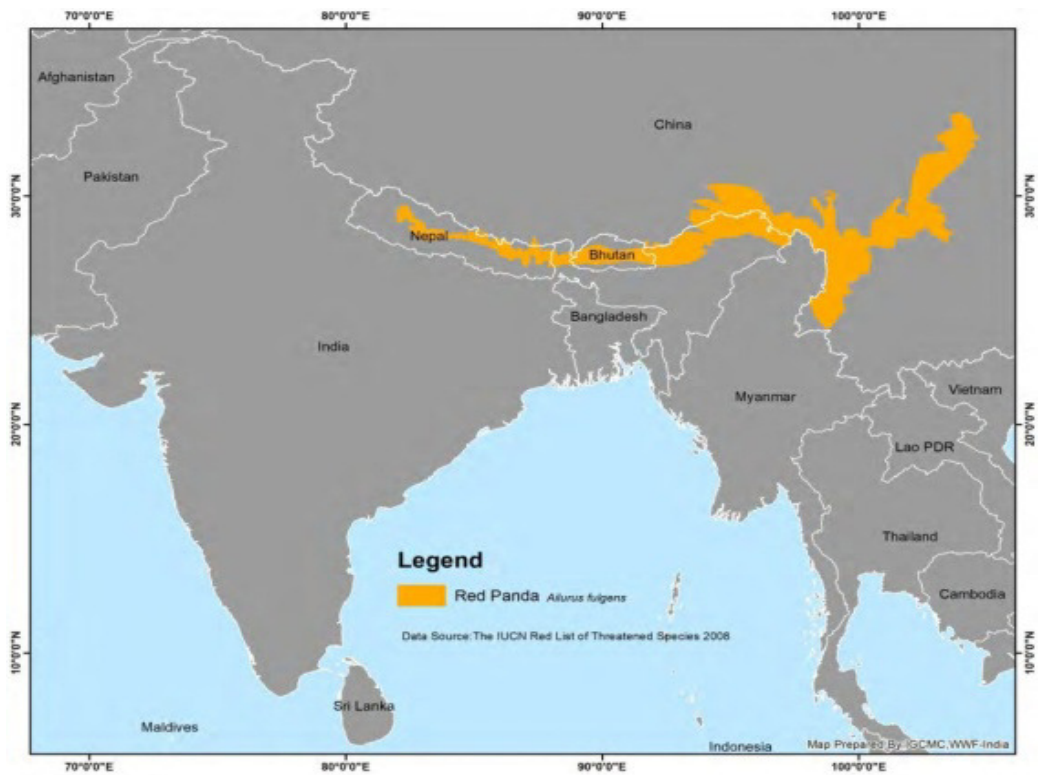 70°0'0"E 80°0'0"E 90°0'0"E 100°0'0"E
Afghanistan
China
Pakistan
30°0'0"N 30°0'0"N
Nepal
Bhutan
Bangladesh
India
Vietnam
Myanmar
20°0'0"N 20°0'0"N
Lao PDR
Thailand
Legend
Red Panda Ailurus fulgens
Cambodia
Data Source:The IUCN Red List of Threatened Species 2008
10°0'0"N 10°0'0"N
Sri Lanka
Maldives
Indonesia
Map Prepared By:IGCMC,WWF-India
70°0'0"E 80°0'0"E 90°0'0"E 100°0'0"E